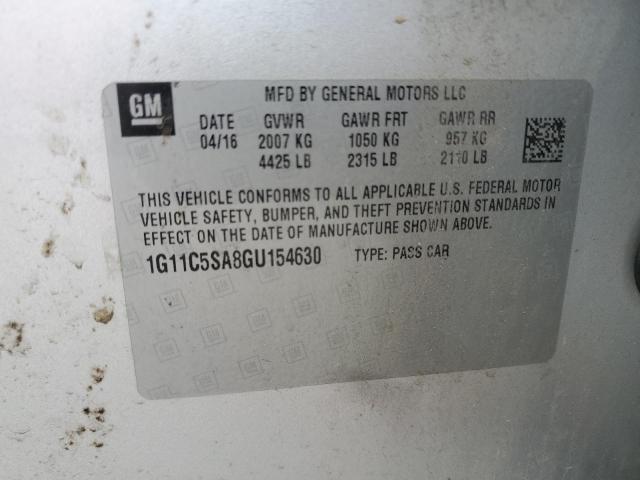 GM
MFD BY GENERAL MOTORS LLC
DATE GVWR GAWR FRT GAWR RR
04/16 2007 KG 1050 KG 957 KG
4425 LB 2315 LB 2110 LB
THIS VEHICLE CONFORMS TO ALL APPLICABLE U.S. FEDERAL MOTOR
VEHICLE SAFETY, BUMPER, AND THEFT PREVENTION STANDARDS IN
EFFECT ON THE DATE OF MANUFACTURE SHOWN ABOVE.
1G11C5SA8GU154630 TYPE: PASS CAR